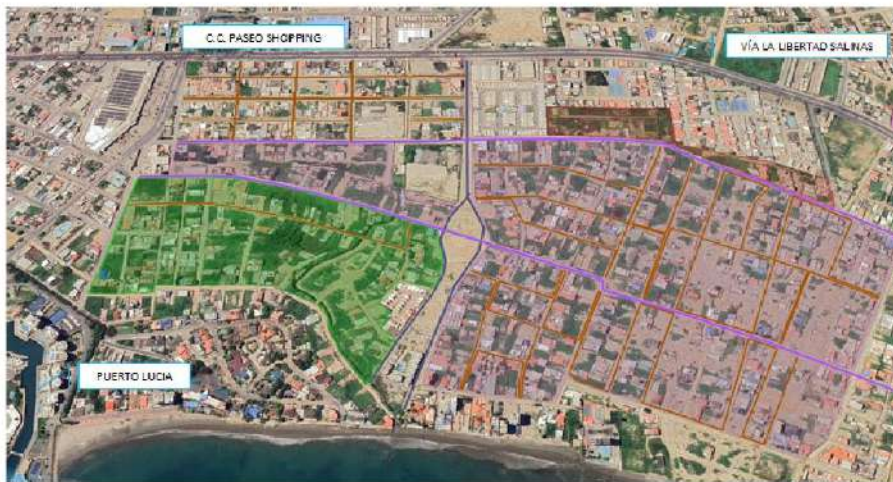 C.C. PASEO SHOPPING
VÍA LA LIBERTAD SALINAS
PUERTO LUCIA